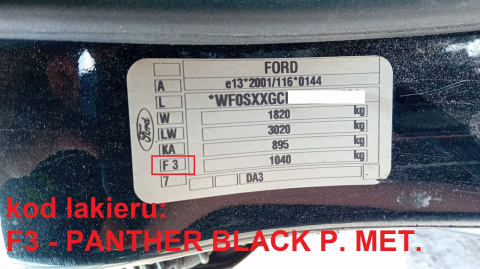 FORD
A e13*2001/116*0144
L *WF0SXXGC
W 1820 kg
LW 3020 kg
KA 895 kg
F 3 1040 kg
7 DA3
Ford
kod lakieru:
F3 - PANTHER BLACK P. MET.